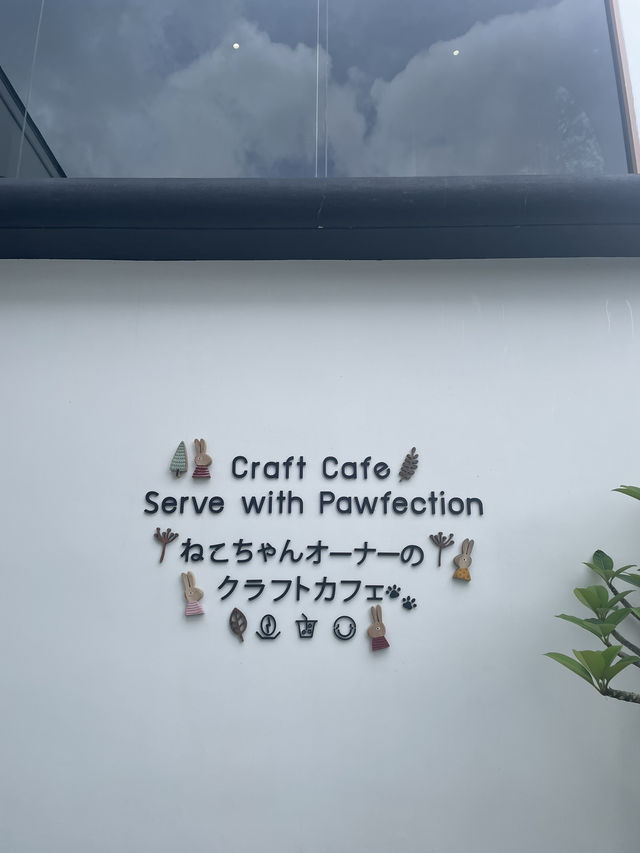 Craft Cafe
Serve with Pawfection
ねこちゃんオーナーの
クラフトカフェ